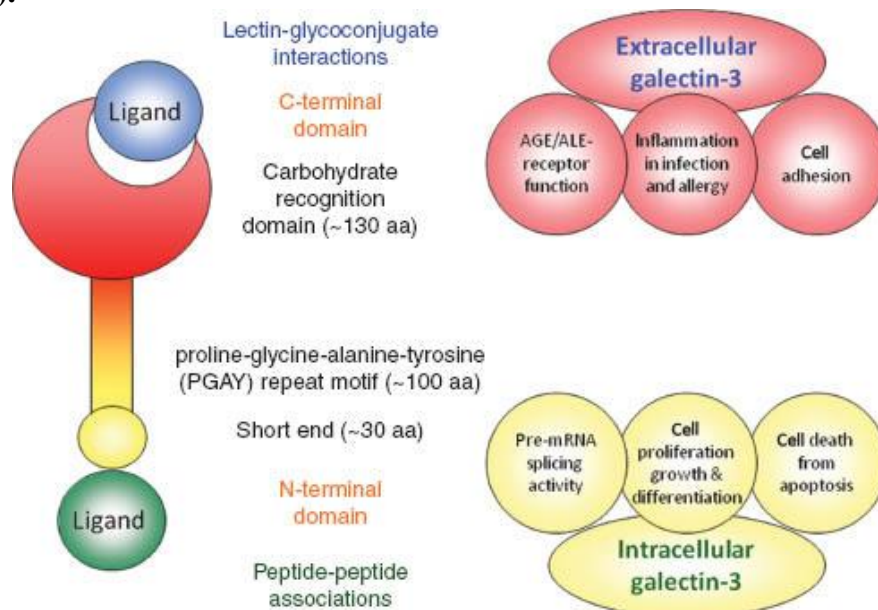 ).
Lectin-glycoconjugate
interactions
Ligand
C-terminal
domain
Carbohydrate
recognition
domain (~130 aa)
proline-glycine-alanine-tyrosine
(PGAY) repeat motif (~100 aa)
Short end (~30 aa)
N-terminal
domain
Ligand
Peptide-peptide
associations
Extracellular
galectin-3
AGE/ALE-
receptor
function
Inflammation
in infection
and allergy
Cell
adhesion
Pre-mRNA
splicing
activity
Cell
proliferation
growth &
differentiation
Cell death
from
apoptosis
Intracellular
galectin-3